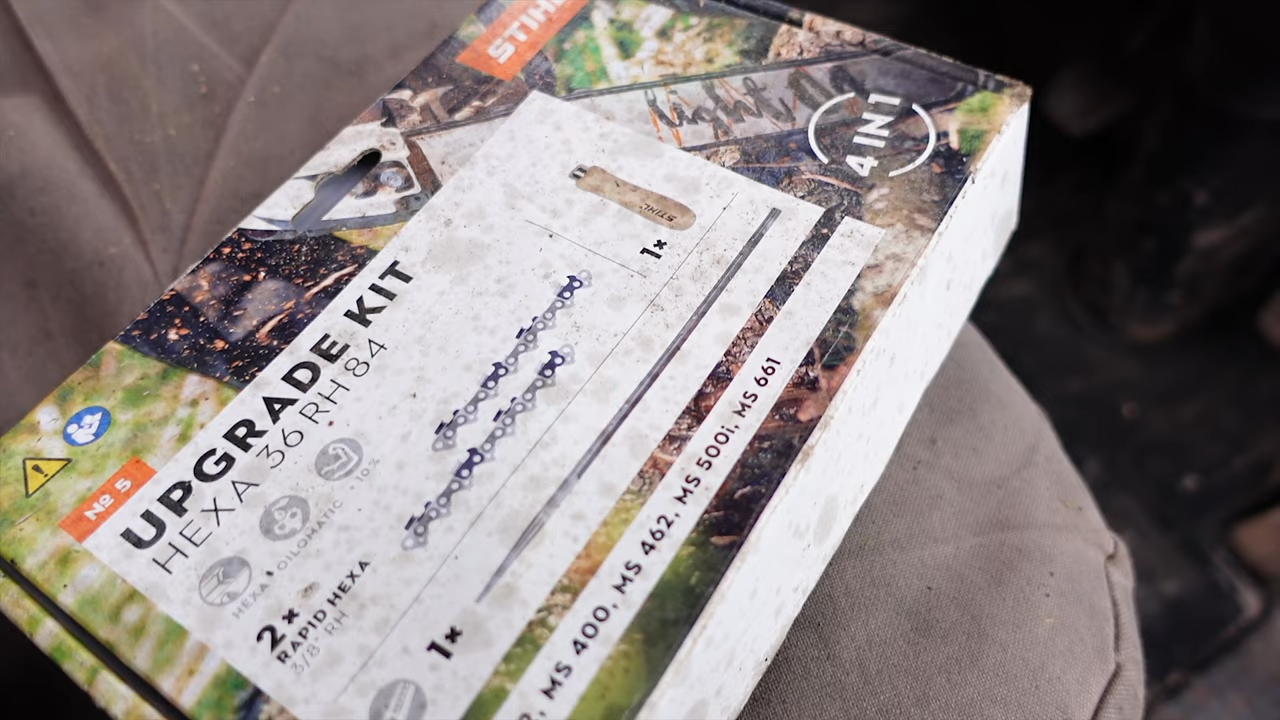 STIHL
Light
4 IN 1
STIHL
1×
UPGRADE KIT
HEXA 36 RH 84
Nº 5
HEXA • OILOMATIC • 10%
2×
RAPID HEXA
3/8" RH
1×
MS 400, MS 462, MS 500i, MS 661